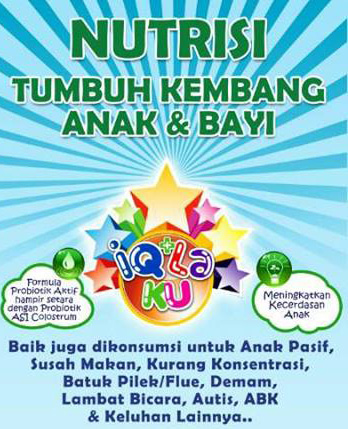 NUTRISI
TUMBUH KEMBANG
ANAK & BAYI
iQ+La
KU
Formula
Probiotik Aktif
hampir setara
dengan Probiotik
ASI Colostrum
Meningkatkan
Kecerdasan
Anak
Baik juga dikonsumsi untuk Anak Pasif,
Susah Makan, Kurang Konsentrasi,
Batuk Pilek/Flue, Demam,
Lambat Bicara, Autis, ABK
& Keluhan Lainnya..